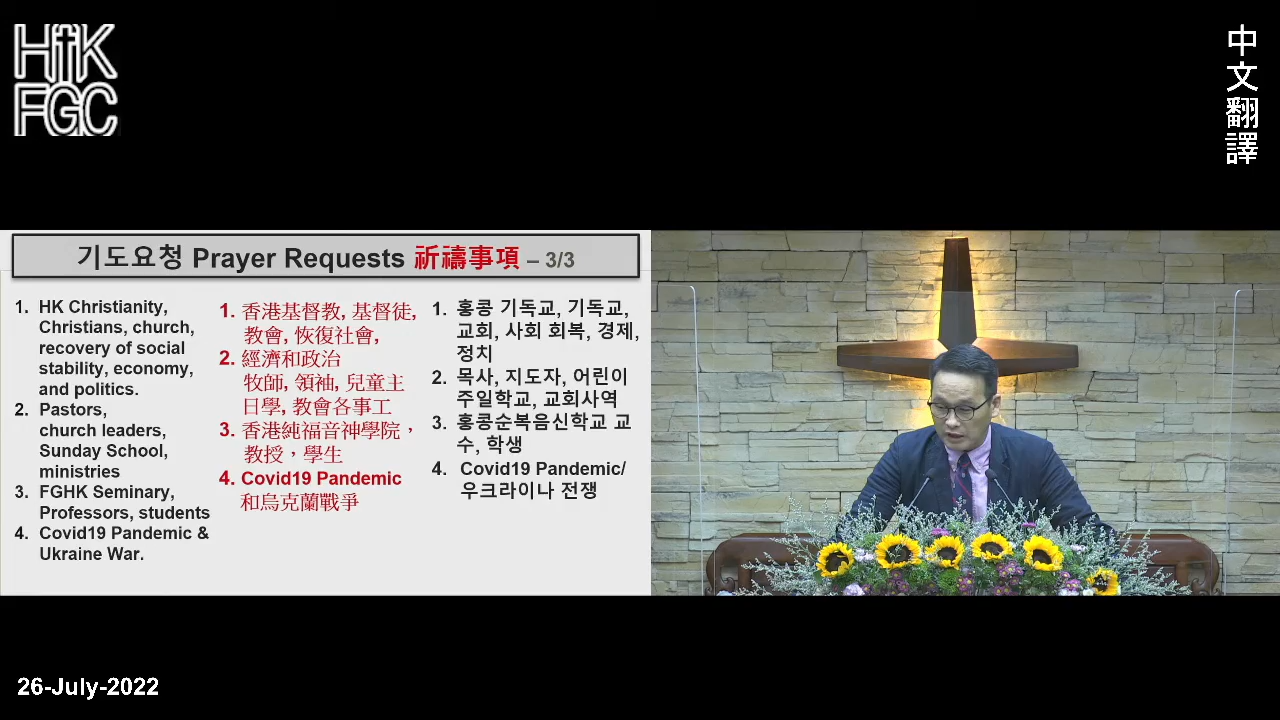 HK
FGC
中文翻譯
기도요청 Prayer Requests 祈禱事項 – 3/3
1. HK Christianity,
Christians, church,
recovery of social
stability, economy,
and politics.
2. Pastors,
church leaders,
Sunday School,
ministries
3. FGHK Seminary,
Professors, students
4. Covid19 Pandemic &
Ukraine War.
1. 香港基督教, 基督徒,
教會, 恢復社會,
2. 經濟和政治
牧師, 領袖, 兒童主
日學, 教會各事工
3. 香港純福音神學院，
教授，學生
4. Covid19 Pandemic
和烏克蘭戰爭
1. 홍콩 기독교, 기독교,
교회, 사회 회복, 경제,
정치
2. 목사, 지도자, 어린이
주일학교, 교회사역
3. 홍콩순복음신학교 교
수, 학생
4. Covid19 Pandemic/
우크라이나 전쟁
26-July-2022